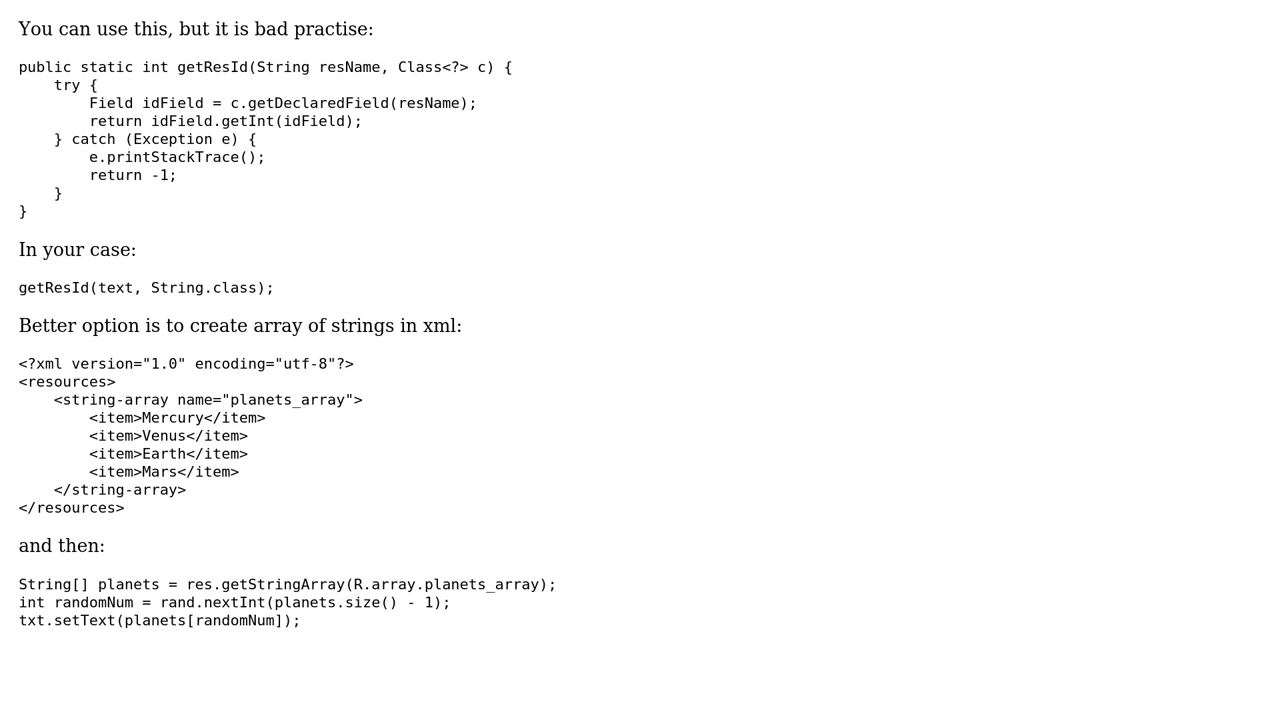 You can use this, but it is bad practise:
public static int getResId(String resName, Class<?> c) {
    try {
        Field idField = c.getDeclaredField(resName);
        return idField.getInt(idField);
    } catch (Exception e) {
        e.printStackTrace();
        return -1;
    }
}
In your case:
getResId(text, String.class);
Better option is to create array of strings in xml:
<?xml version="1.0" encoding="utf-8"?>
<resources>
    <string-array name="planets_array">
        <item>Mercury</item>
        <item>Venus</item>
        <item>Earth</item>
        <item>Mars</item>
    </string-array>
</resources>
and then:
String[] planets = res.getStringArray(R.array.planets_array);
int randomNum = rand.nextInt(planets.size() - 1);
txt.setText(planets[randomNum]);